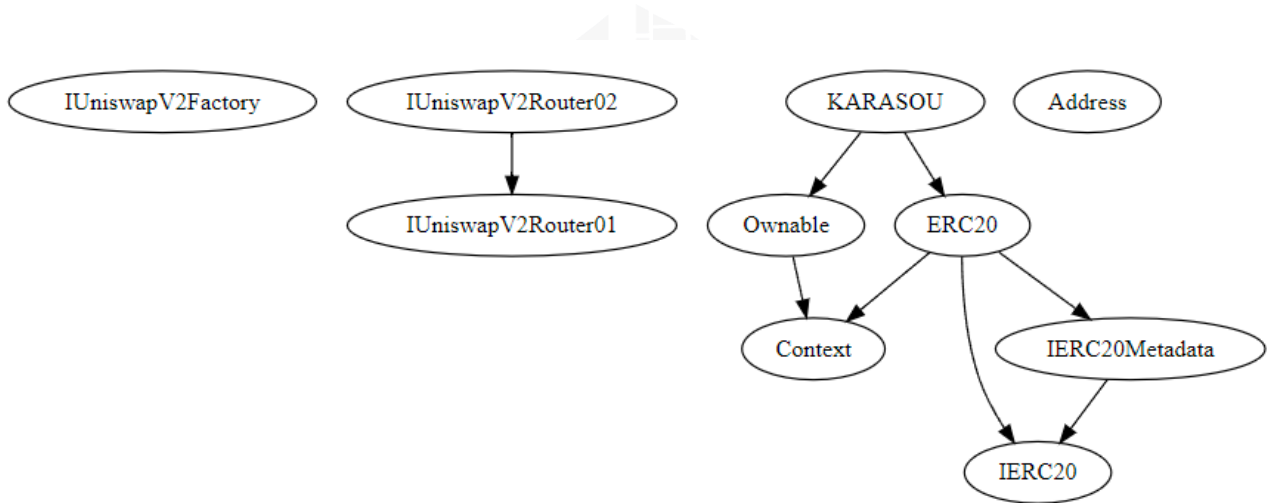 IUniswapV2Factory
IUniswapV2Router02
KARASOU
Address
IUniswapV2Router01
Ownable
ERC20
Context
IERC20Metadata
IERC20